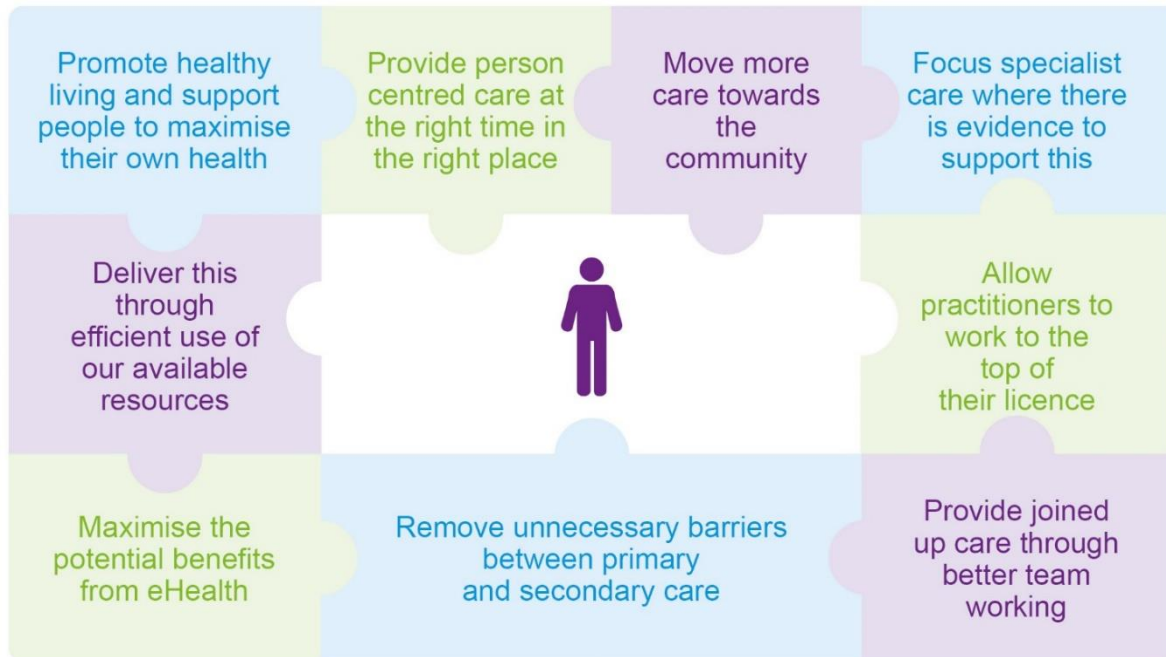 Promote healthy
living and support
people to maximise
their own health
Provide person
centred care at
the right time in
the right place
Move more
care towards
the
community
Focus specialist
care where there
is evidence to
support this
Deliver this
through
efficient use of
our available
resources
Allow
practitioners to
work to the
top of
their licence
Maximise the
potential benefits
from eHealth
Remove unnecessary barriers
between primary
and secondary care
Provide joined
up care through
better team
working